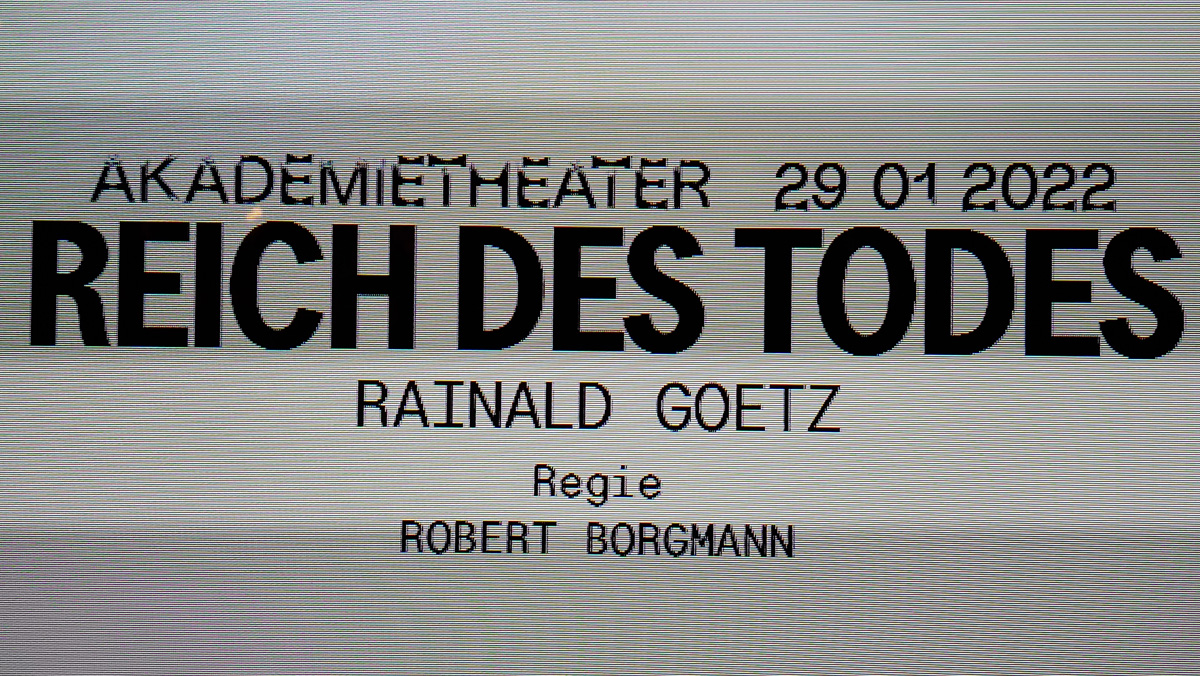 AKADEMIETHEATER 29 01 2022
REICH DES TODES
RAINALD GOETZ
Regie
ROBERT BORGMANN